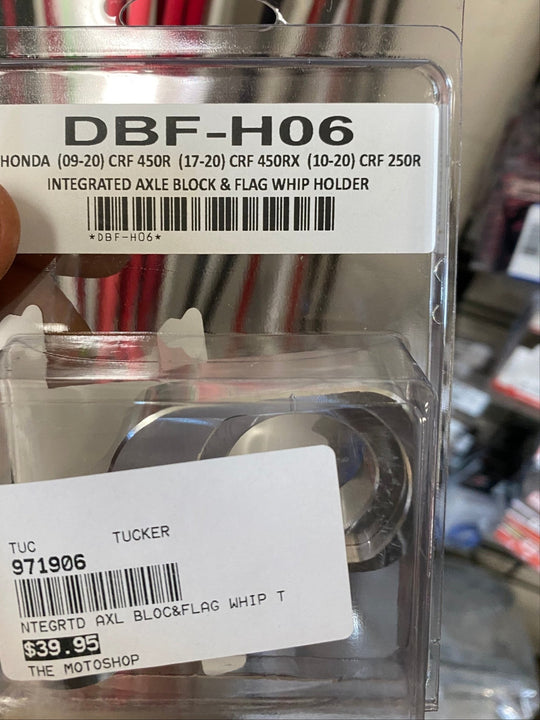 DBF-H06
HONDA (09-20) CRF 450R (17-20) CRF 450RX (10-20) CRF 250R
INTEGRATED AXLE BLOCK & FLAG WHIP HOLDER
*DBF-H06*
TUC TUCKER
971906
NTEGRTD AXL BLOC&FLAG WHIP T
$39.95
THE MOTOSHOP